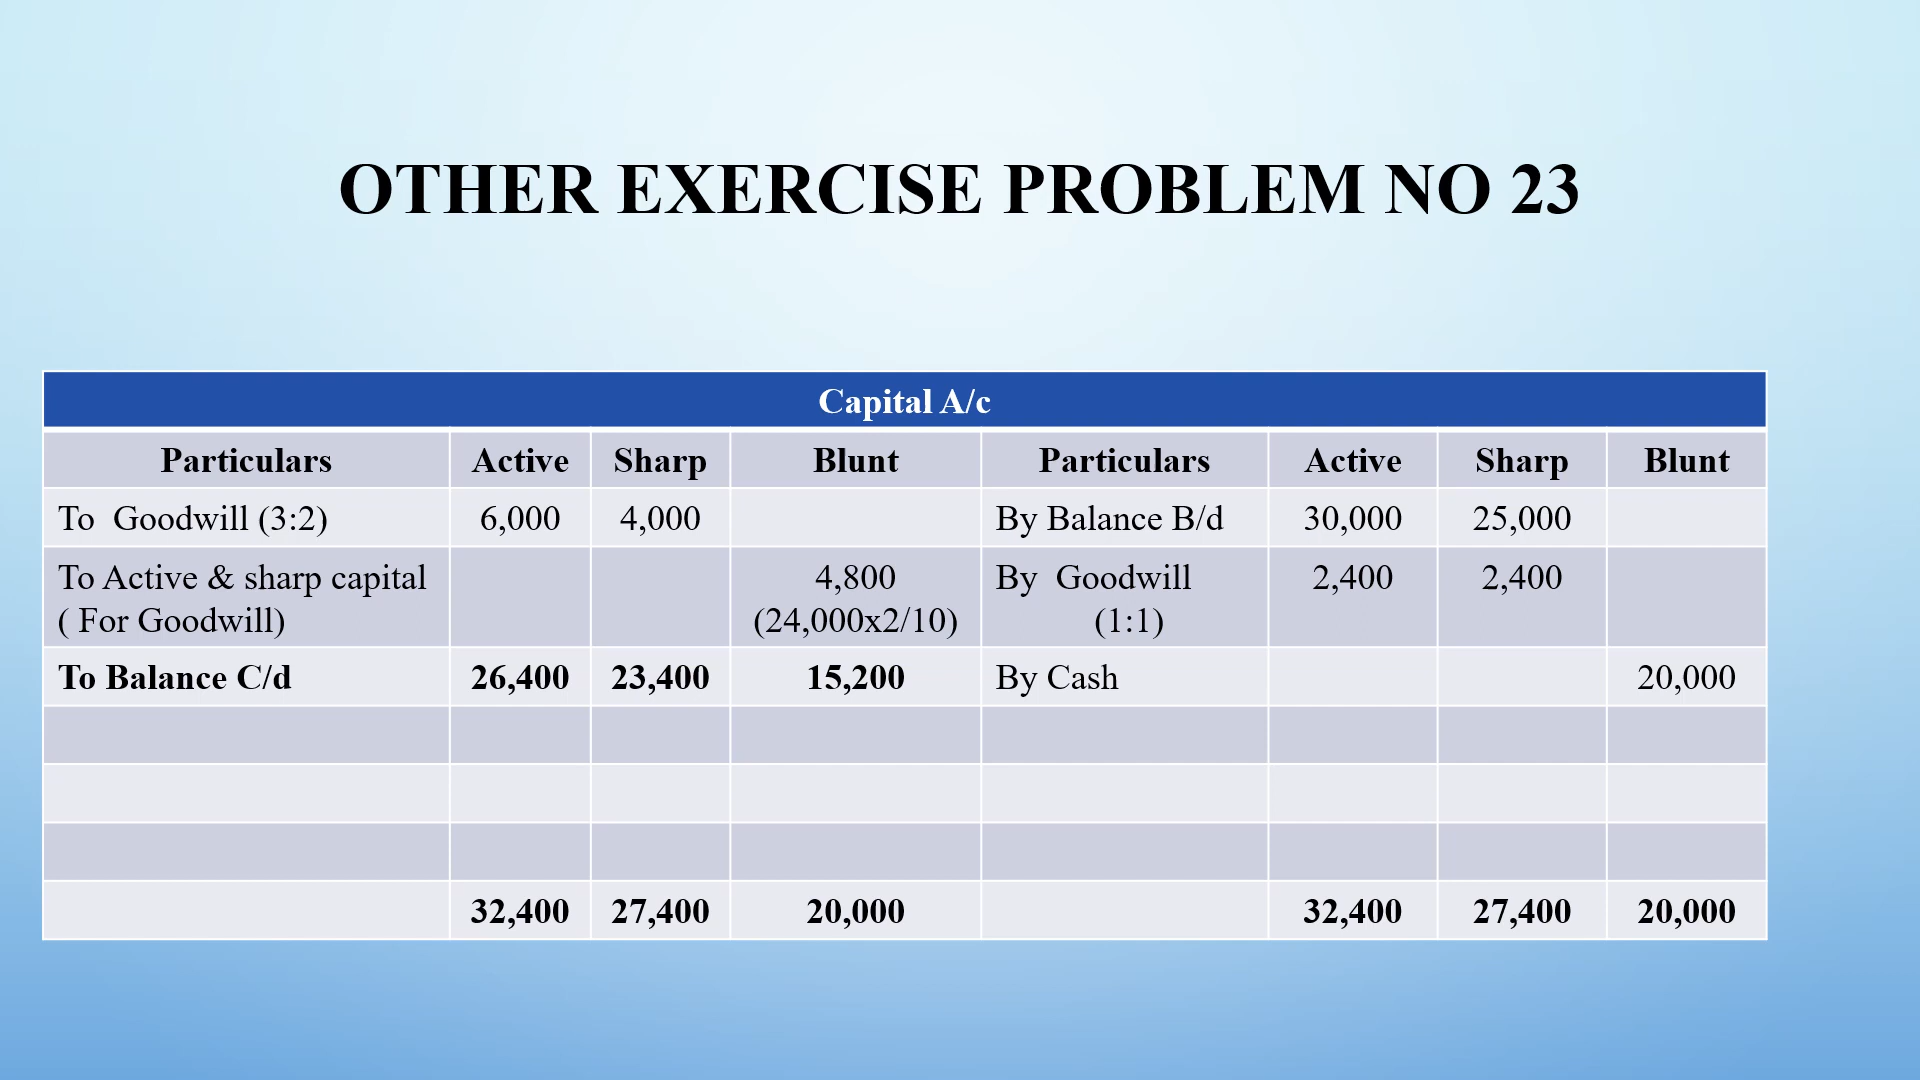 OTHER EXERCISE PROBLEM NO 23
Capital A/c
Particulars Active Sharp Blunt Particulars Active Sharp Blunt
To Goodwill (3:2) 6,000 4,000 By Balance B/d 30,000 25,000
To Active & sharp capital 4,800 By Goodwill 2,400 2,400
( For Goodwill) (24,000x2/10) (1:1)
To Balance C/d 26,400 23,400 15,200 By Cash 20,000
32,400 27,400 20,000 32,400 27,400 20,000